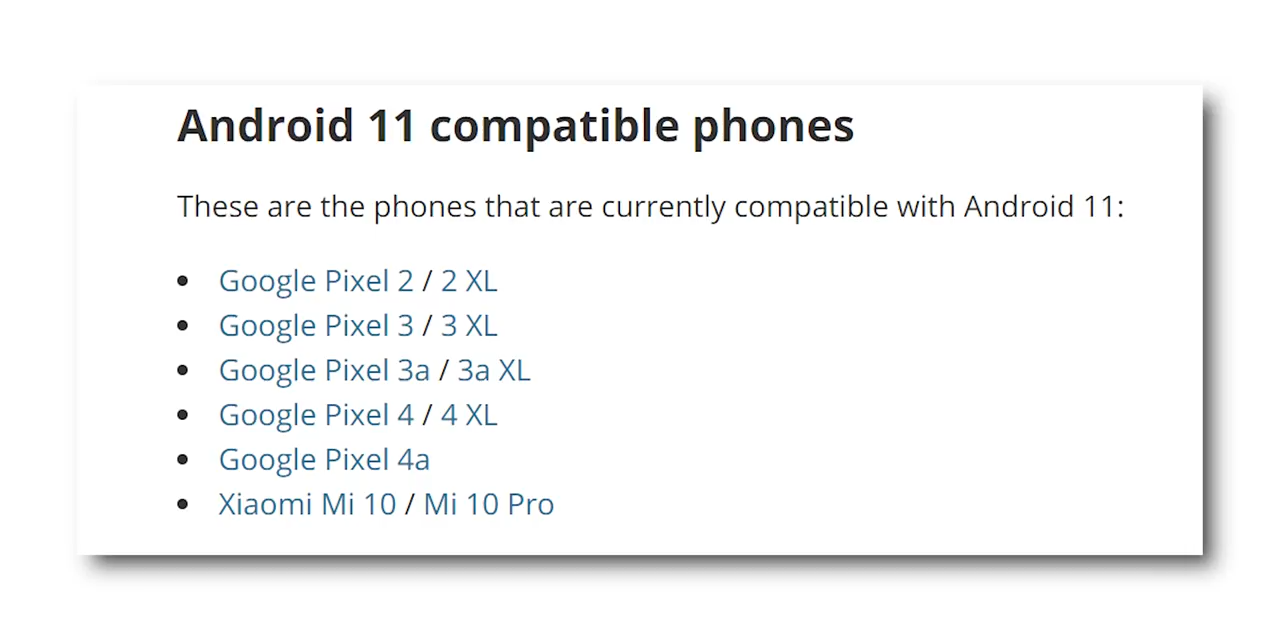 Android 11 compatible phones
These are the phones that are currently compatible with Android 11:
• Google Pixel 2 / 2 XL
• Google Pixel 3 / 3 XL
• Google Pixel 3a / 3a XL
• Google Pixel 4 / 4 XL
• Google Pixel 4a
• Xiaomi Mi 10 / Mi 10 Pro